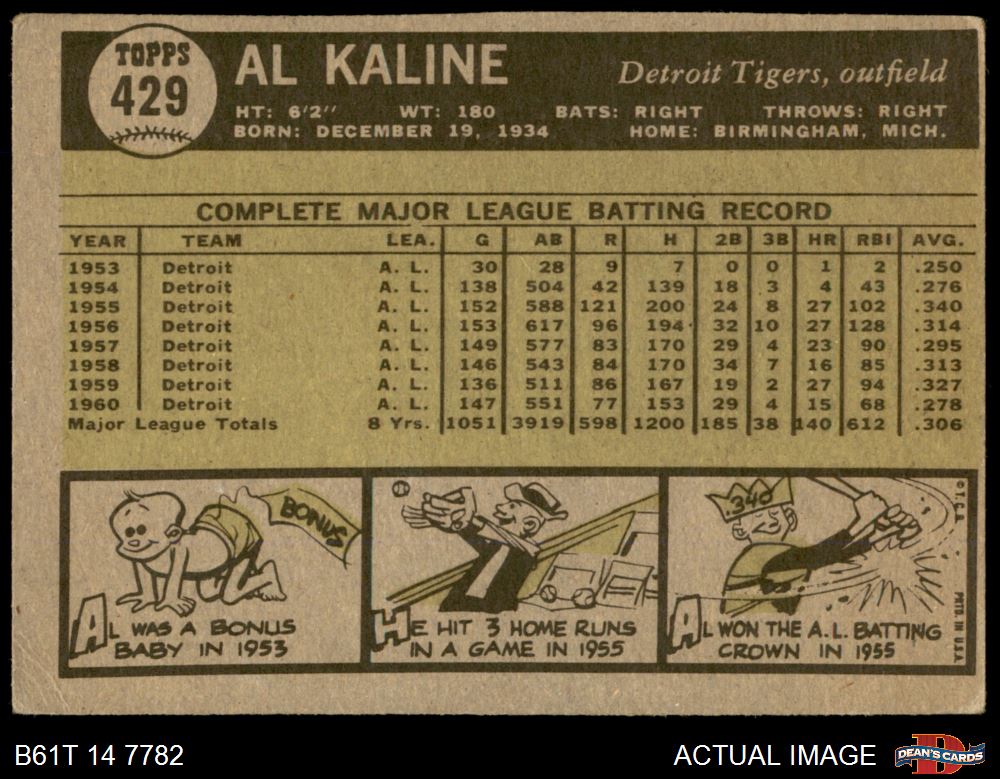 TOPPS
429
AL KALINE
Detroit Tigers, outfield
HT: 6'2" WT: 180 BATS: RIGHT THROWS: RIGHT
BORN: DECEMBER 19, 1934 HOME: BIRMINGHAM, MICH.
COMPLETE MAJOR LEAGUE BATTING RECORD
YEAR TEAM LEA. G AB R H 2B 3B HR RBI AVG.
1953 Detroit A. L. 30 28 9 7 0 0 1 2 .250
1954 Detroit A. L. 138 504 42 139 18 3 4 43 .276
1955 Detroit A. L. 152 588 121 200 24 8 27 102 .340
1956 Detroit A. L. 153 617 96 194 32 10 27 128 .314
1957 Detroit A. L. 149 577 83 170 29 4 23 90 .295
1958 Detroit A. L. 146 543 84 170 34 7 16 85 .313
1959 Detroit A. L. 136 511 86 167 19 2 27 94 .327
1960 Detroit A. L. 147 551 77 153 29 4 15 68 .278
Major League Totals 8 Yrs. 1051 3919 598 1200 185 38 140 612 .306
BONUS
AL WAS A BONUS
BABY IN 1953
HE HIT 3 HOME RUNS
IN A GAME IN 1955
.340
AL WON THE A.L. BATTING
CROWN IN 1955
© T.C.G. PRTD. IN U.S.A.
B61T 14 7782
ACTUAL IMAGE
DEAN'S CARDS